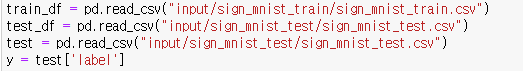 train_df = pd.read_csv("input/sign_mnist_train/sign_mnist_train.csv")
test_df = pd.read_csv("input/sign_mnist_test/sign_mnist_test.csv")
test = pd.read_csv("input/sign_mnist_test/sign_mnist_test.csv")
y = test['label']